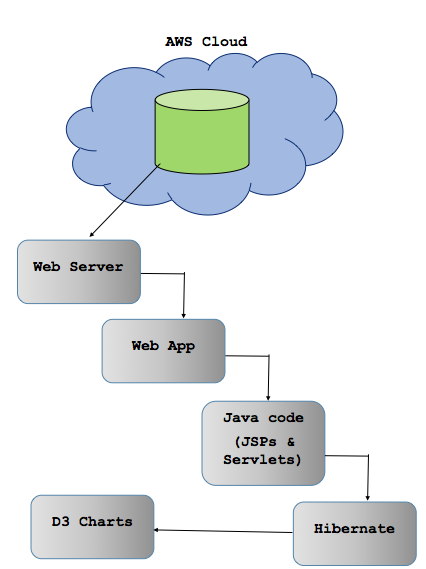 AWS Cloud
Web Server
Web App
Java code
(JSPs &
Servlets)
D3 Charts
Hibernate